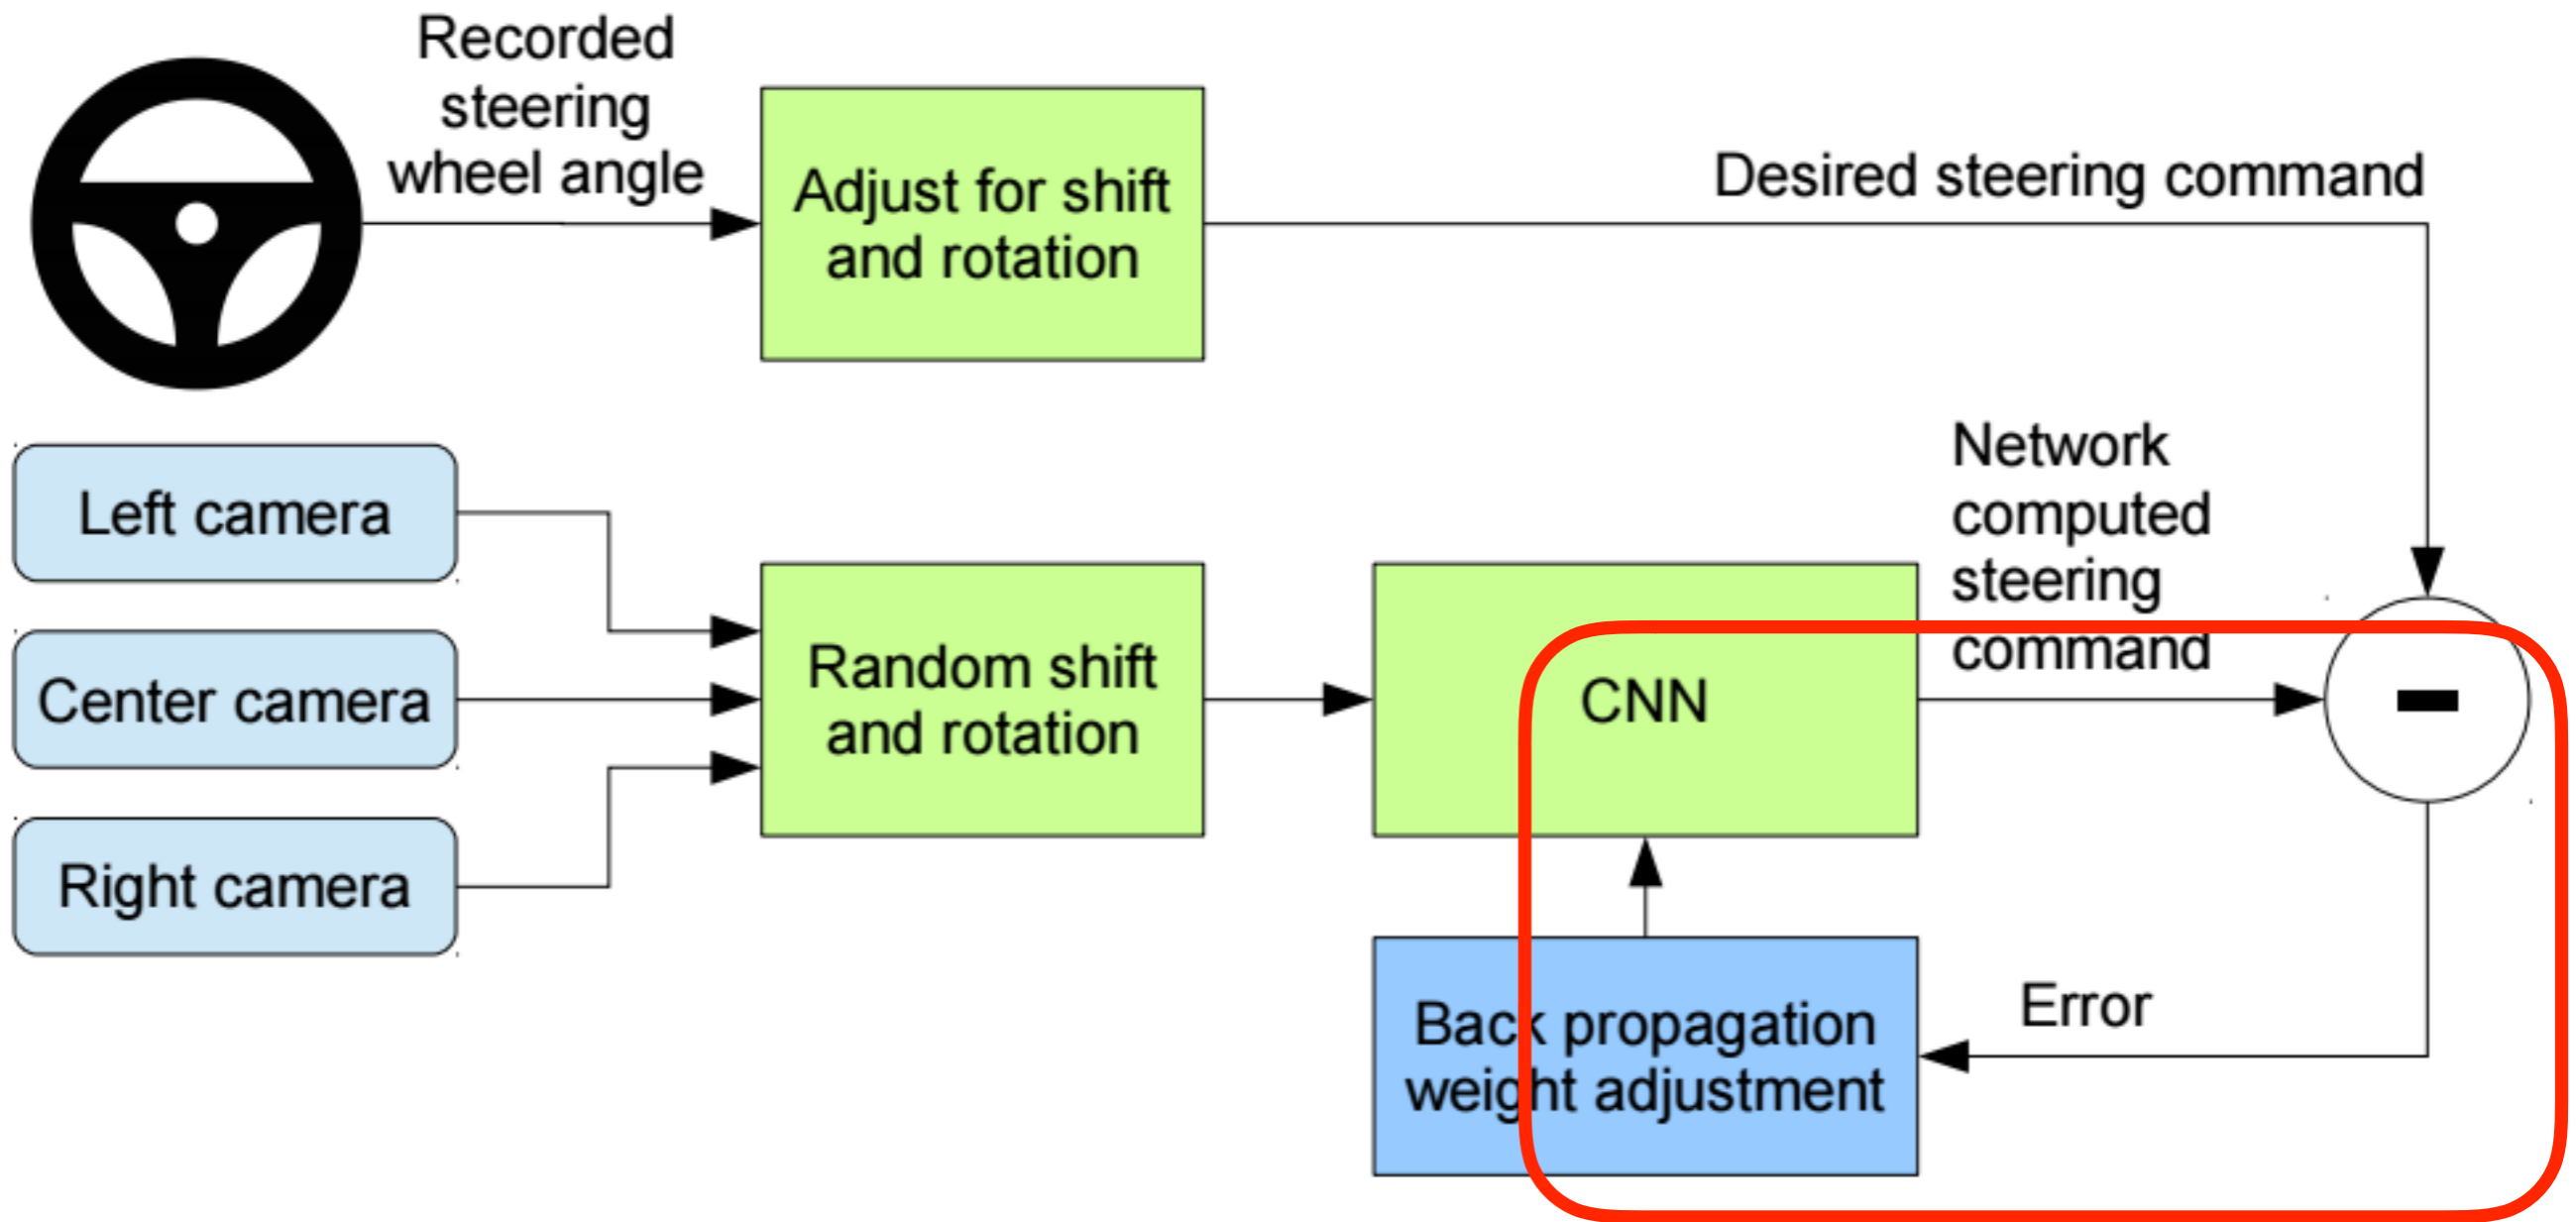 Recorded
steering
wheel angle
Adjust for shift
and rotation
Desired steering command
Left camera
Center camera
Right camera
Random shift
and rotation
CNN
Network
computed
steering
command
Back propagation
weight adjustment
Error